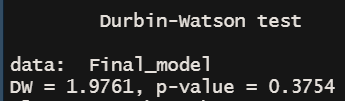 Durbin-Watson test
data:  Final_model
DW = 1.9761, p-value = 0.3754